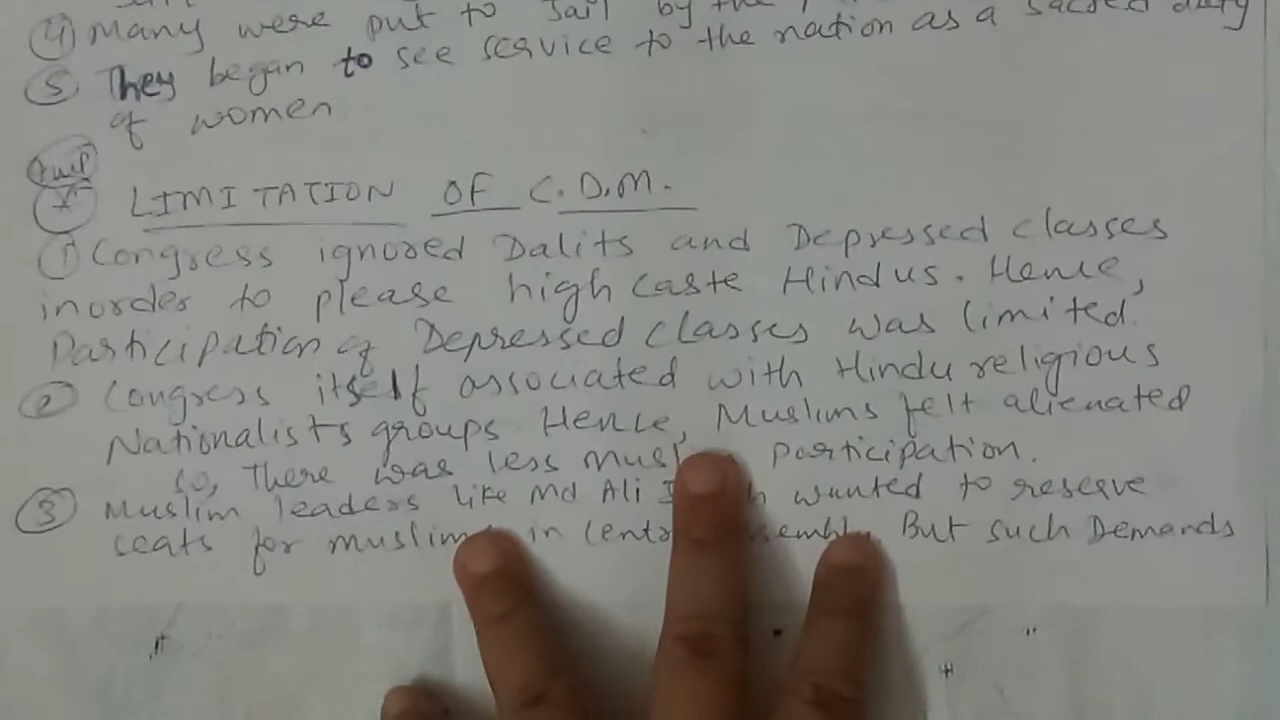 ④ Many were put to Jail by the
⑤ They began to see service to the nation as a sacred duty
of women
Imp
LIMITATION OF C.D.M.
① Congress ignored Dalits and Depressed classes
inorder to please high caste Hindus. Hence,
Participation of Depressed classes was limited.
② Congress itself associated with Hindu religious
Nationalists groups Hence, Muslims felt alienated
so, There was less participation.
③ Muslim leaders like Md Ali wanted to reserve
seats for muslim in But such Demands